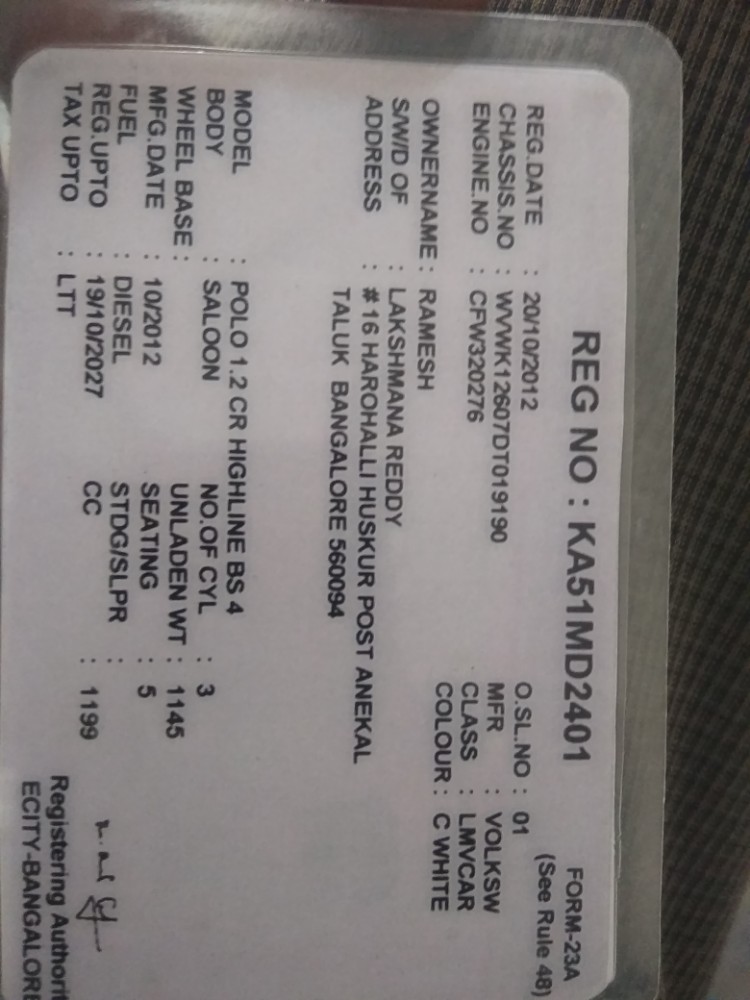 FORM-23A
REG NO : KA51MD2401 (See Rule 48)
REG.DATE : 20/10/2012 O.SL.NO : 01
CHASSIS.NO : WVWK12607DT019190 MFR : VOLKSW
ENGINE.NO : CFW320276 CLASS : LMVCAR
OWNERNAME : RAMESH COLOUR : C WHITE
S/W/D OF : LAKSHMANA REDDY
ADDRESS : # 16 HAROHALLI HUSKUR POST ANEKAL
TALUK BANGALORE 560094
MODEL : POLO 1.2 CR HIGHLINE BS 4
BODY : SALOON NO.OF CYL : 3
WHEEL BASE : UNLADEN WT : 1145
MFG.DATE : 10/2012 SEATING : 5
FUEL : DIESEL STDG/SLPR :
REG.UPTO : 19/10/2027 CC : 1199
TAX UPTO : LTT
Registering Authorit
ECITY-BANGALOR